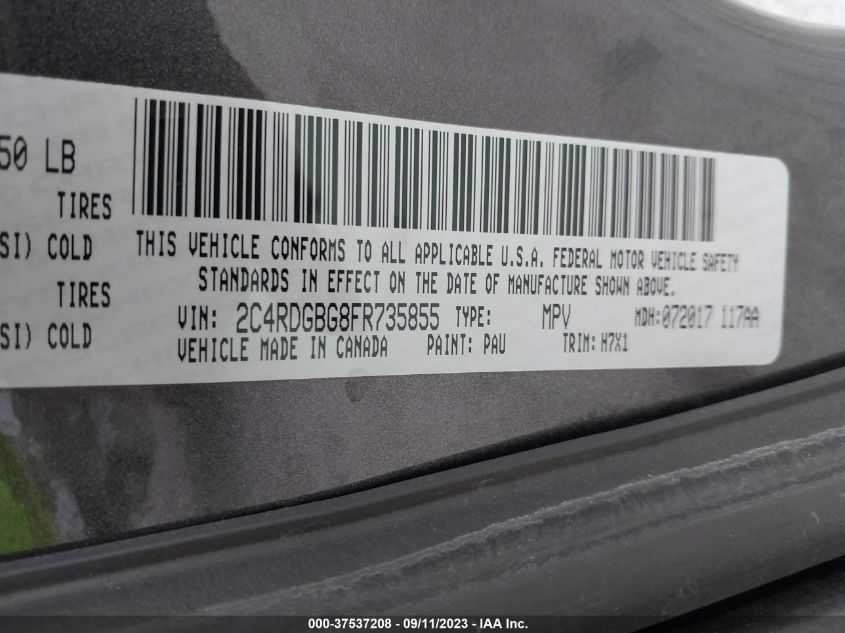 50 LB
TIRES
SI) COLD
TIRES
SI) COLD
THIS VEHICLE CONFORMS TO ALL APPLICABLE U.S.A. FEDERAL MOTOR VEHICLE SAFETY
STANDARDS IN EFFECT ON THE DATE OF MANUFACTURE SHOWN ABOVE.
VIN: 2C4RDGBG8FR735855 TYPE: MPV MDH:072017 117AA
VEHICLE MADE IN CANADA PAINT: PAU TRIM: H7X1
000-37537208 - 09/11/2023 - IAA Inc.